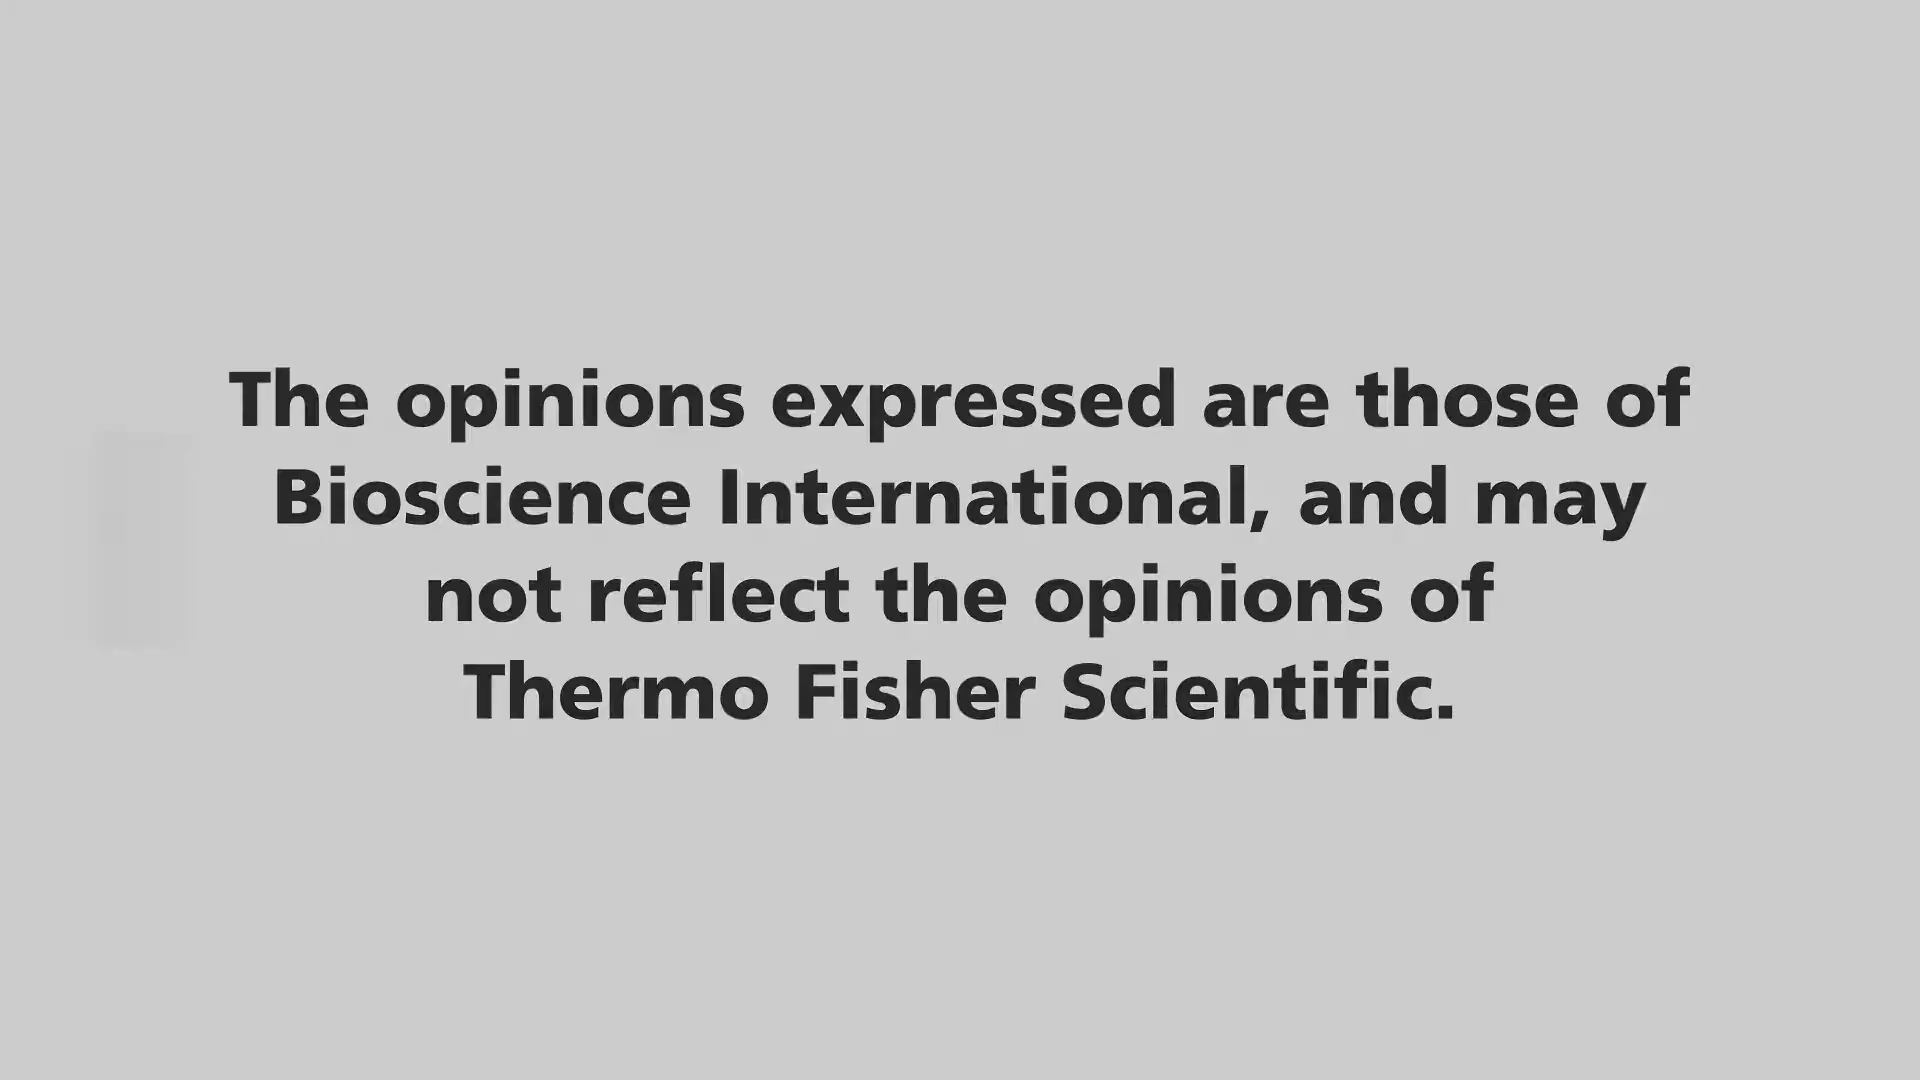 The opinions expressed are those of
Bioscience International, and may
not reflect the opinions of
Thermo Fisher Scientific.